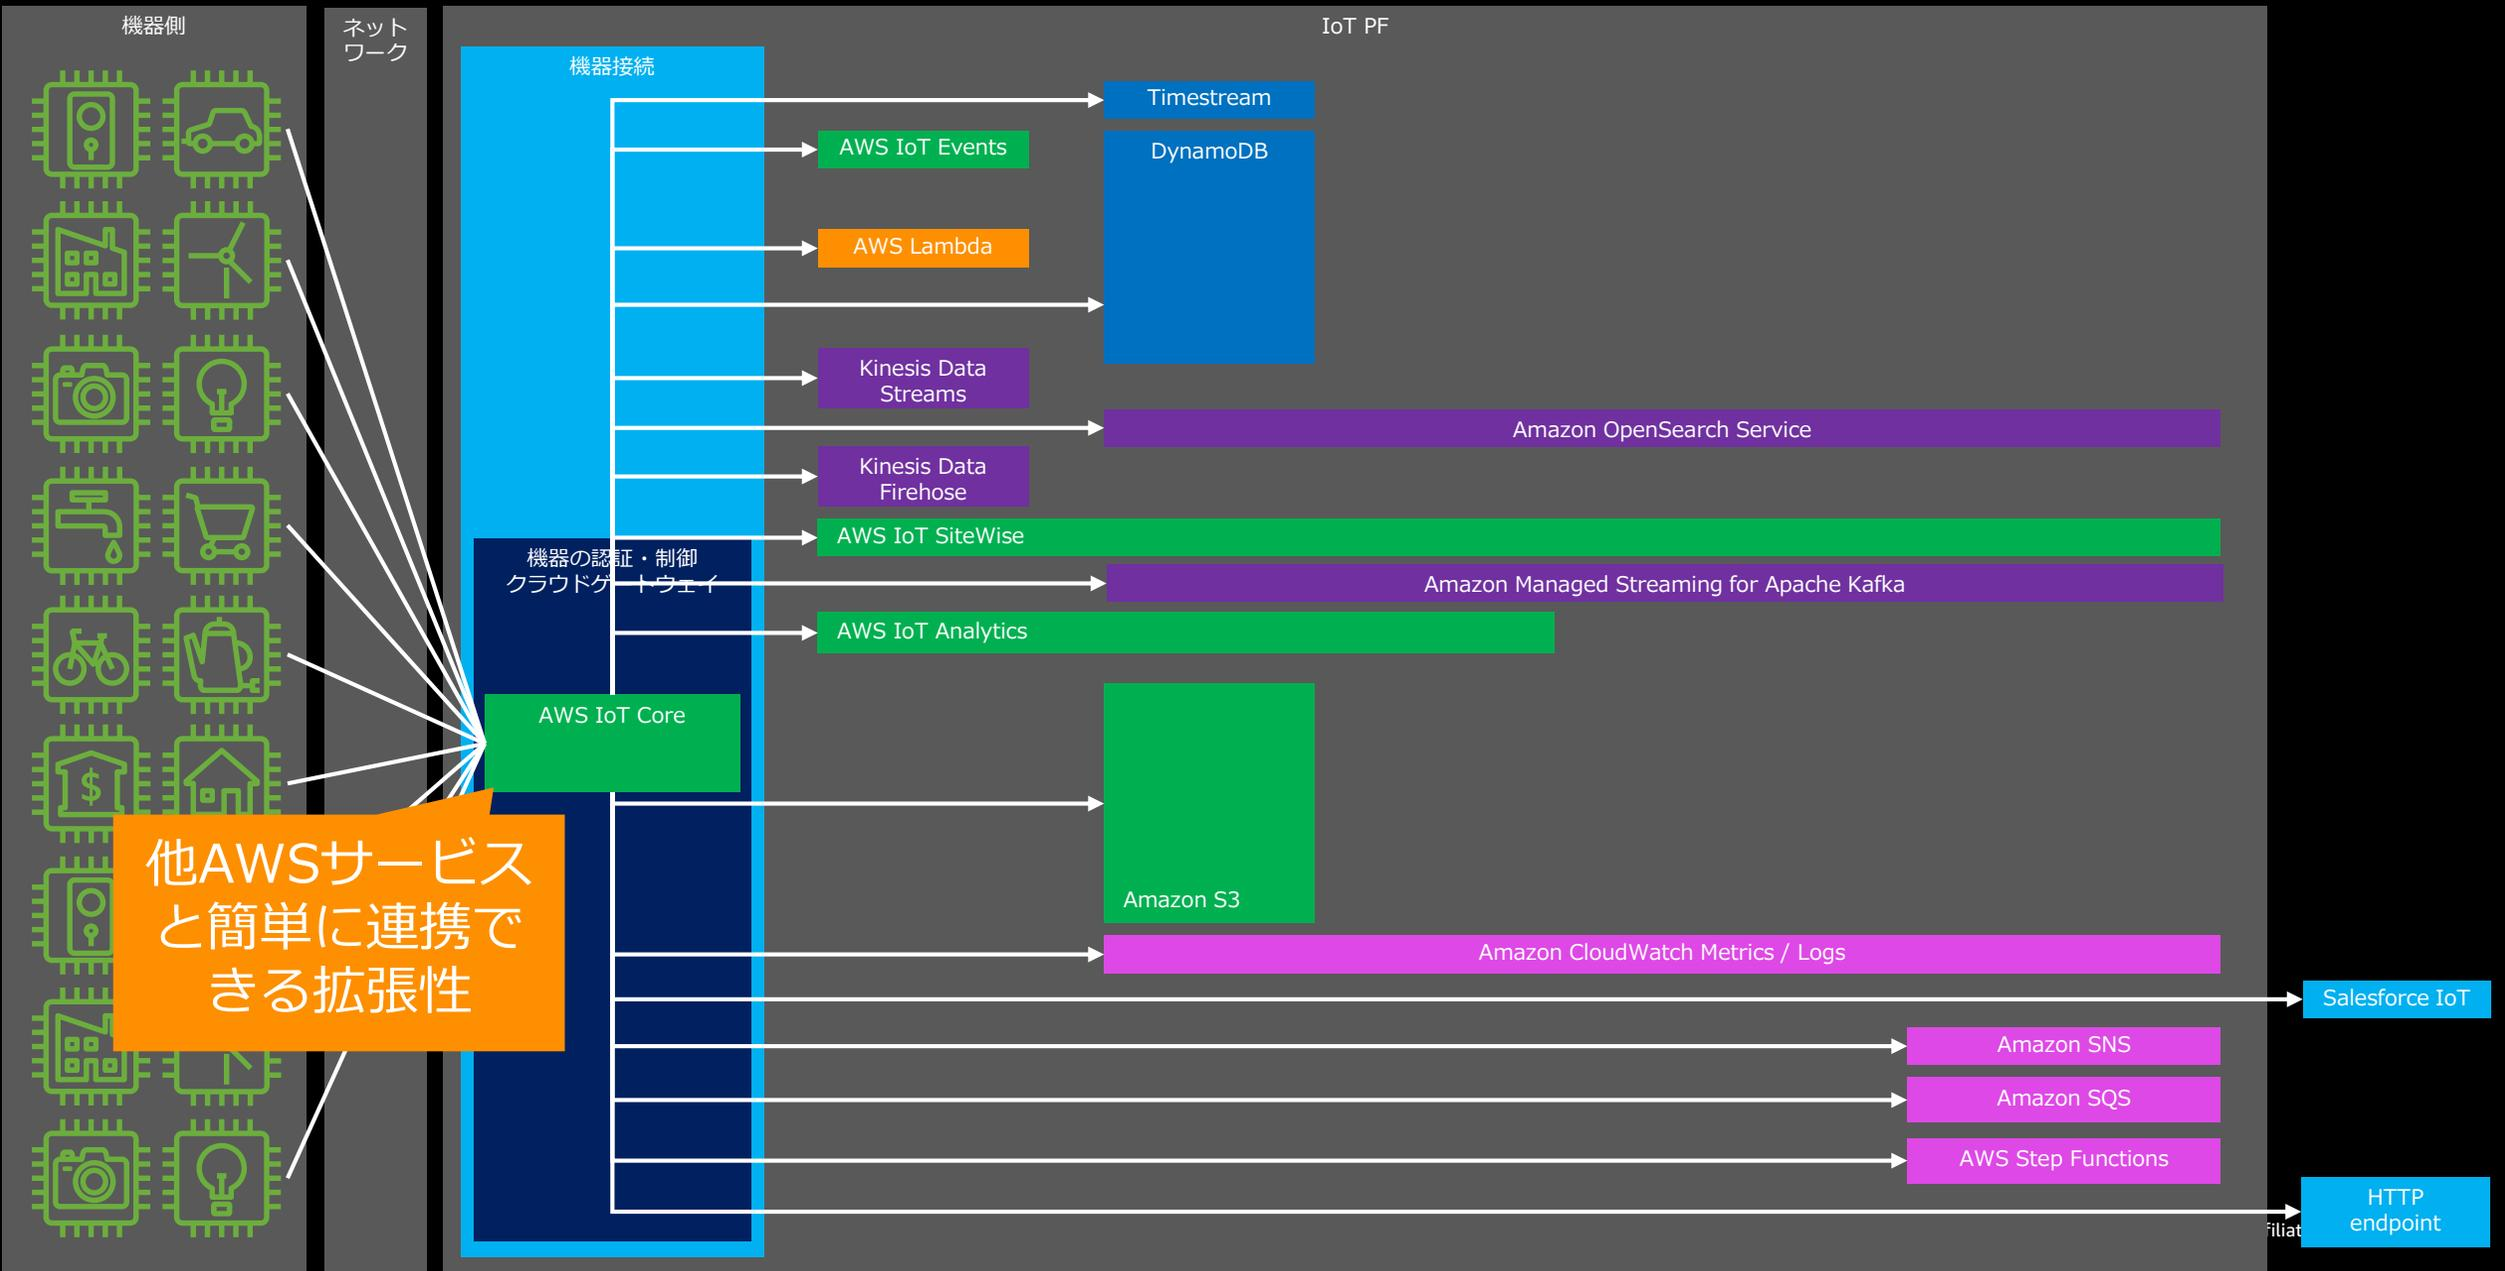 機器側
ネット
ワーク
IoT PF
機器接続
Timestream
AWS IoT Events
DynamoDB
AWS Lambda
Kinesis Data
Streams
Amazon OpenSearch Service
Kinesis Data
Firehose
AWS IoT SiteWise
機器の認証・制御
クラウドゲートウェイ
Amazon Managed Streaming for Apache Kafka
AWS IoT Analytics
AWS IoT Core
$
他AWSサービス
と簡単に連携で
きる拡張性
Amazon S3
Amazon CloudWatch Metrics / Logs
Salesforce IoT
Amazon SNS
Amazon SQS
AWS Step Functions
HTTP
endpoint